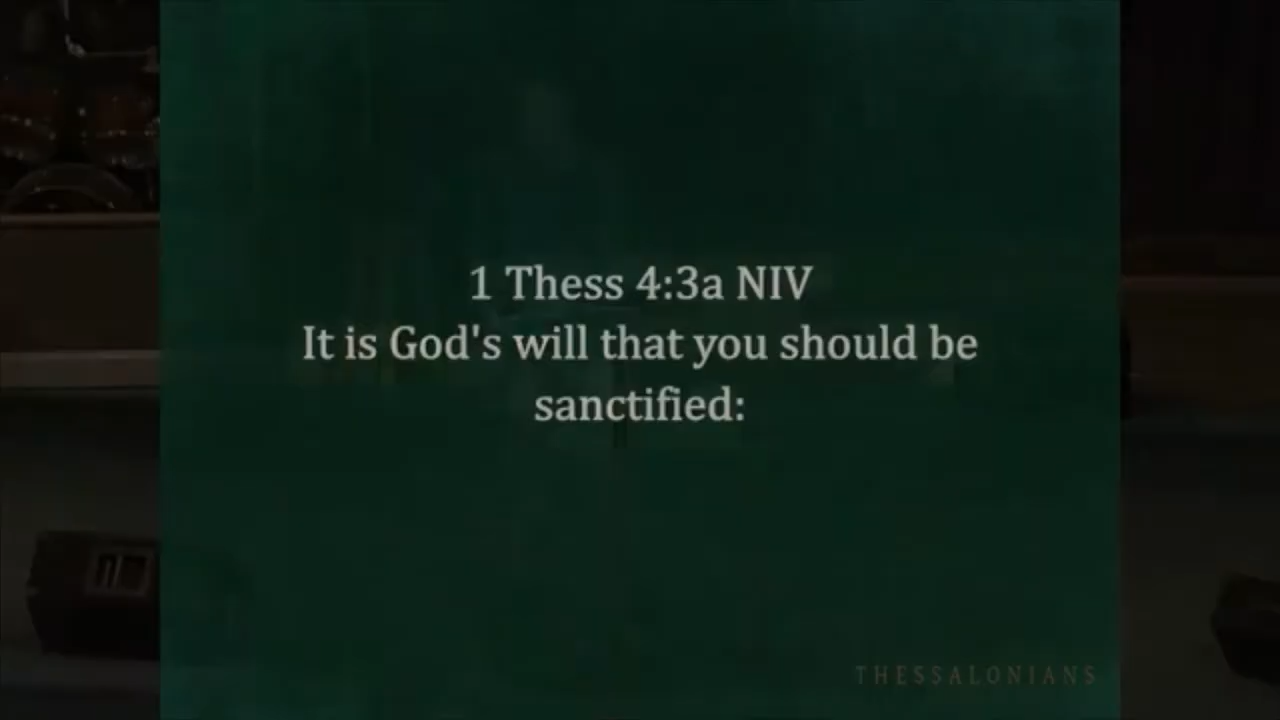 1 Thess 4:3a NIV
It is God's will that you should be
sanctified:
THESSALONIANS